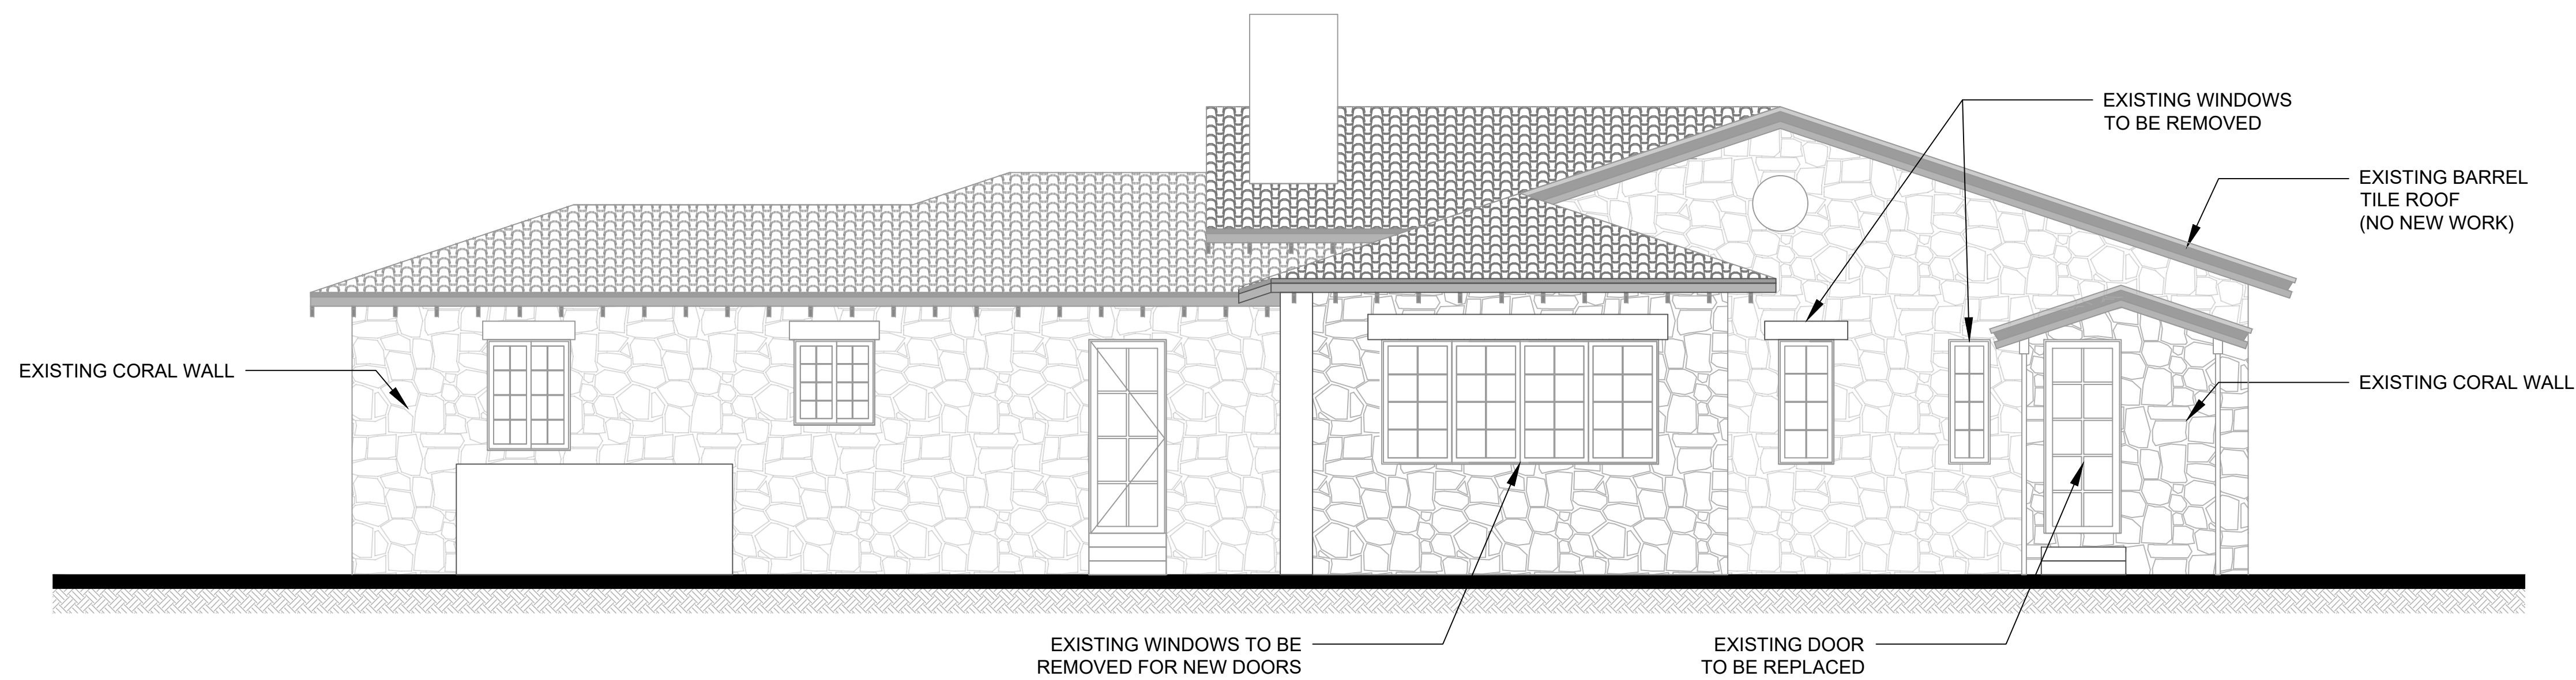 EXISTING WINDOWS
TO BE REMOVED
EXISTING BARREL
TILE ROOF
(NO NEW WORK)
EXISTING CORAL WALL
EXISTING CORAL WALL
EXISTING WINDOWS TO BE
REMOVED FOR NEW DOORS
EXISTING DOOR
TO BE REPLACED